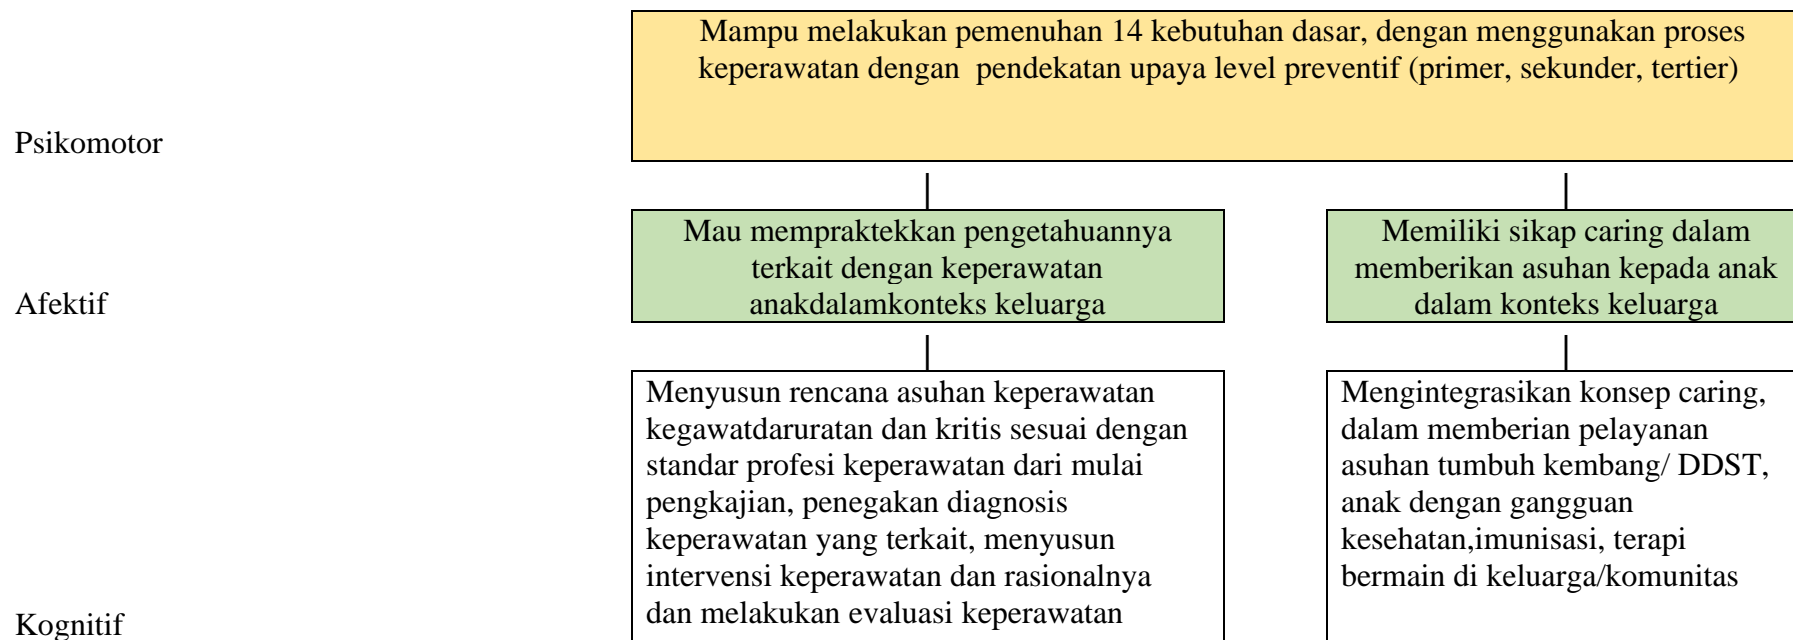 Mampu melakukan pemenuhan 14 kebutuhan dasar, dengan menggunakan proses
keperawatan dengan  pendekatan upaya level preventif (primer, sekunder, tertier)
Psikomotor
Mau mempraktekkan pengetahuannya
terkait dengan keperawatan
anakdalamkonteks keluarga
Memiliki sikap caring dalam
memberikan asuhan kepada anak
dalam konteks keluarga
Afektif
Menyusun rencana asuhan keperawatan
kegawatdaruratan dan kritis sesuai dengan
standar profesi keperawatan dari mulai
pengkajian, penegakan diagnosis
keperawatan yang terkait, menyusun
intervensi keperawatan dan rasionalnya
dan melakukan evaluasi keperawatan
Mengintegrasikan konsep caring,
dalam memberian pelayanan
asuhan tumbuh kembang/ DDST,
anak dengan gangguan
kesehatan,imunisasi, terapi
bermain di keluarga/komunitas
Kognitif